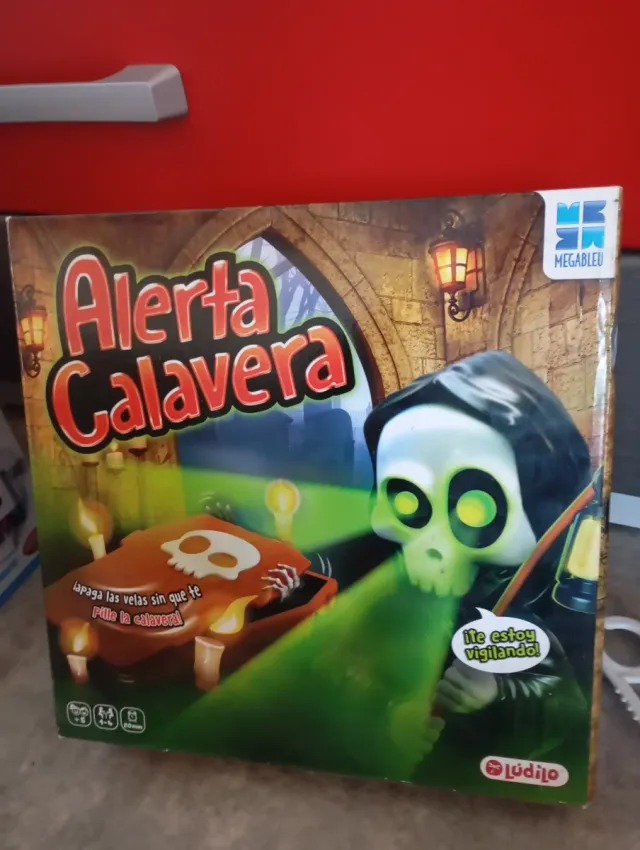 MEGABLEU
Alerta
Calavera
¡apaga las velas sin que te
pille la calavera!
¡Te estoy
vigilando!
Lúdilo